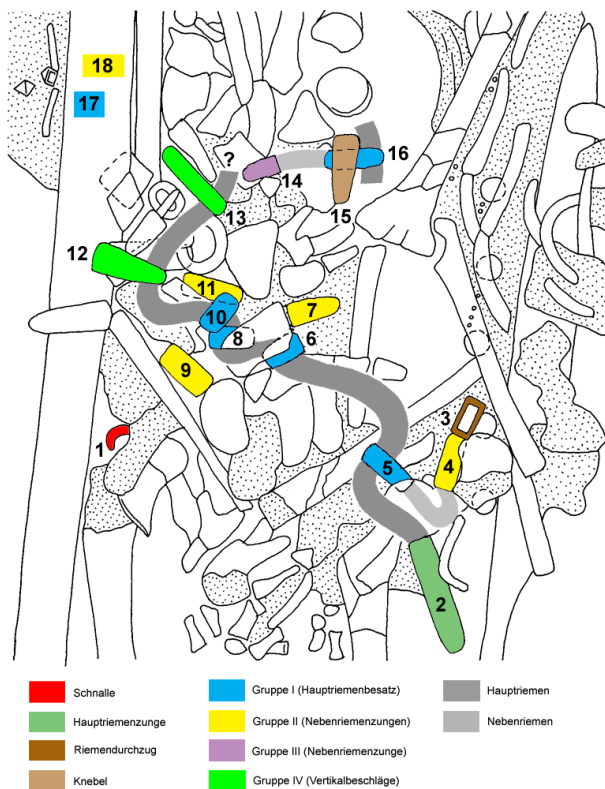 18
17
?
16
14
13
15
12
11
7
10
8
6
9
3
1
5
4
2
Schnalle
Gruppe I (Hauptriemenbesatz)
Hauptriemen
Hauptriemenzunge
Gruppe II (Nebenriemenzungen)
Nebenriemen
Riemendurchzug
Gruppe III (Nebenriemenzunge)
Knebel
Gruppe IV (Vertikalbeschläge)